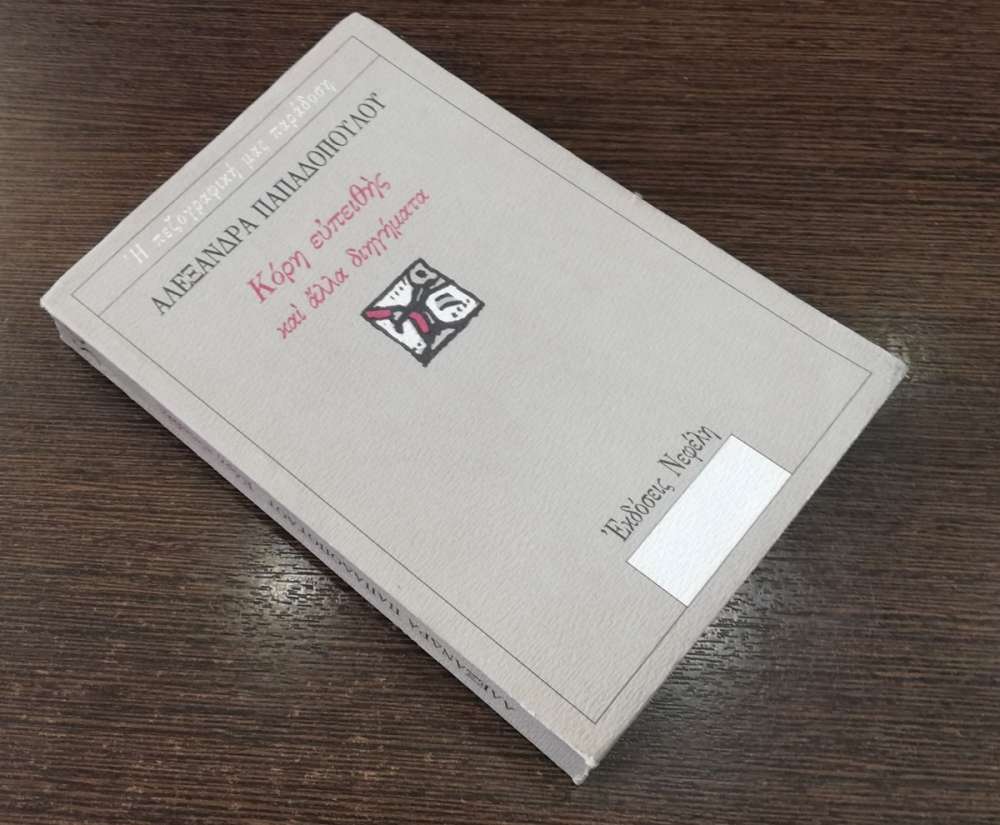 Ἡ πεζογραφική μας παράδοση
ΑΛΕΞΑΝΔΡΑ ΠΑΠΑΔΟΠΟΥΛΟΥ
Κόρη εὐπειθὴς
καὶ ἄλλα διηγήματα
Ἐκδόσεις Νεφέλη
ΑΛΕΞΑΝΔΡΑ ΠΑΠΑΔΟΠΟΥΛΟΥ